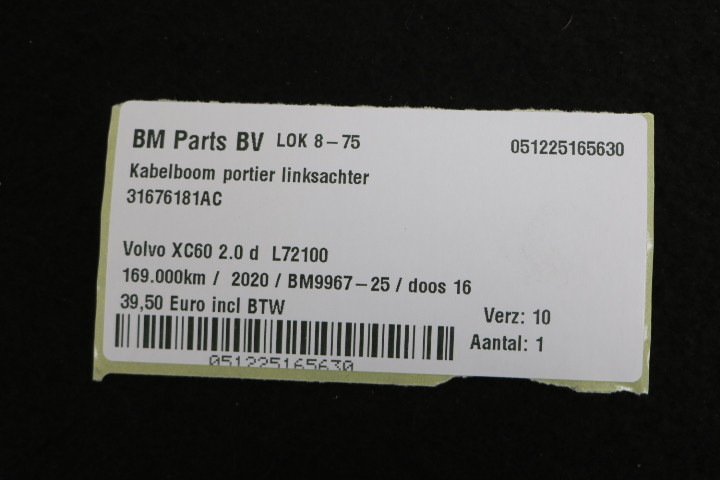 BM Parts BV LOK 8-75 051225165630
Kabelboom portier linksachter
31676181AC
Volvo XC60 2.0 d L72100
169.000km / 2020 / BM9967-25 / doos 16
39,50 Euro incl BTW
Verz: 10
Aantal: 1
051225165630